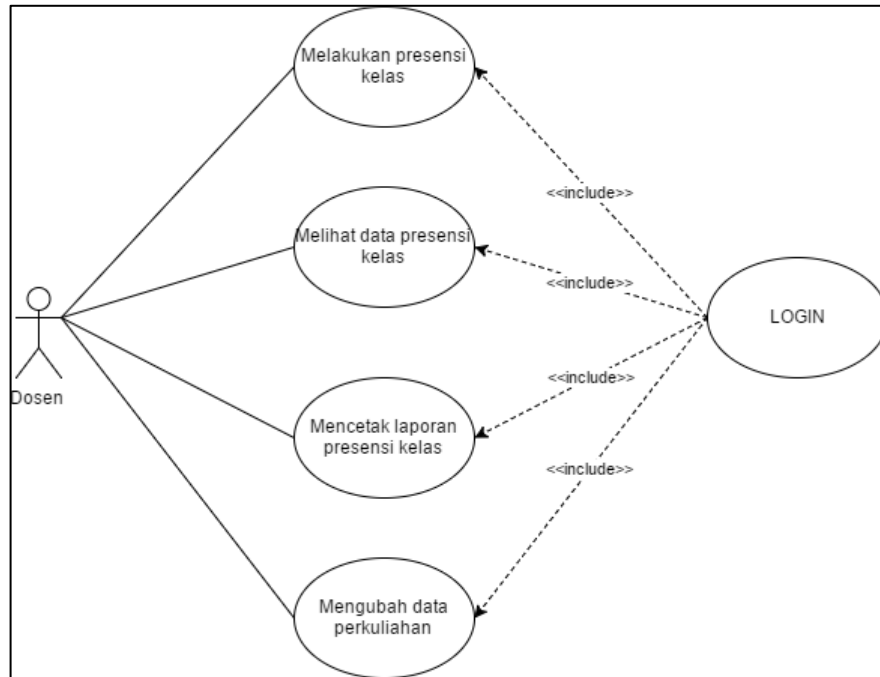 Melakukan presensi
kelas
<<include>>
Melihat data presensi
kelas
<<include>>
LOGIN
Dosen
<<include>>
Mencetak laporan
presensi kelas
<<include>>
Mengubah data
perkuliahan